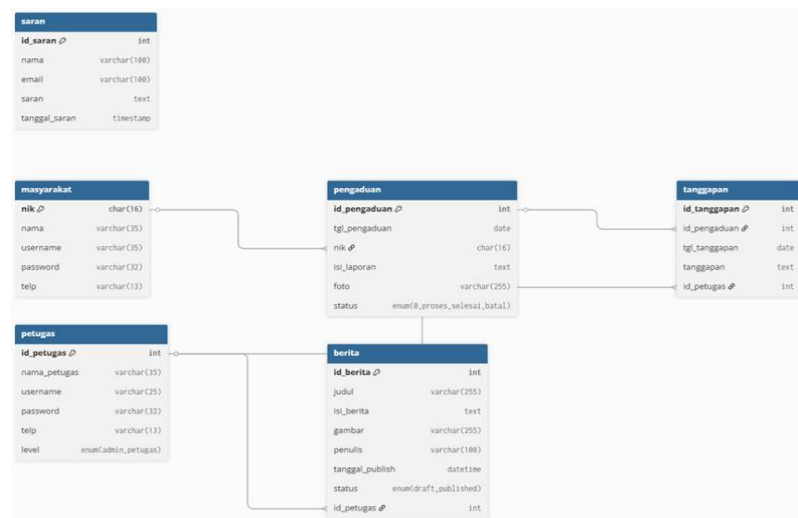 saran
id_saran int
nama varchar(100)
email varchar(100)
saran text
tanggal_saran timestamp
masyarakat
nik char(16)
nama varchar(35)
username varchar(35)
password varchar(32)
telp varchar(13)
pengaduan
id_pengaduan int
tgl_pengaduan date
nik char(16)
isi_laporan text
foto varchar(255)
status enum(0,proses,selesai,batal)
tanggapan
id_tanggapan int
id_pengaduan int
tgl_tanggapan date
tanggapan text
id_petugas int
petugas
id_petugas int
nama_petugas varchar(35)
username varchar(25)
password varchar(32)
telp varchar(13)
level enum(admin,petugas)
berita
id_berita int
judul varchar(255)
isi_berita text
gambar varchar(255)
penulis varchar(100)
tanggal_publish datetime
status enum(draft,published)
id_petugas int